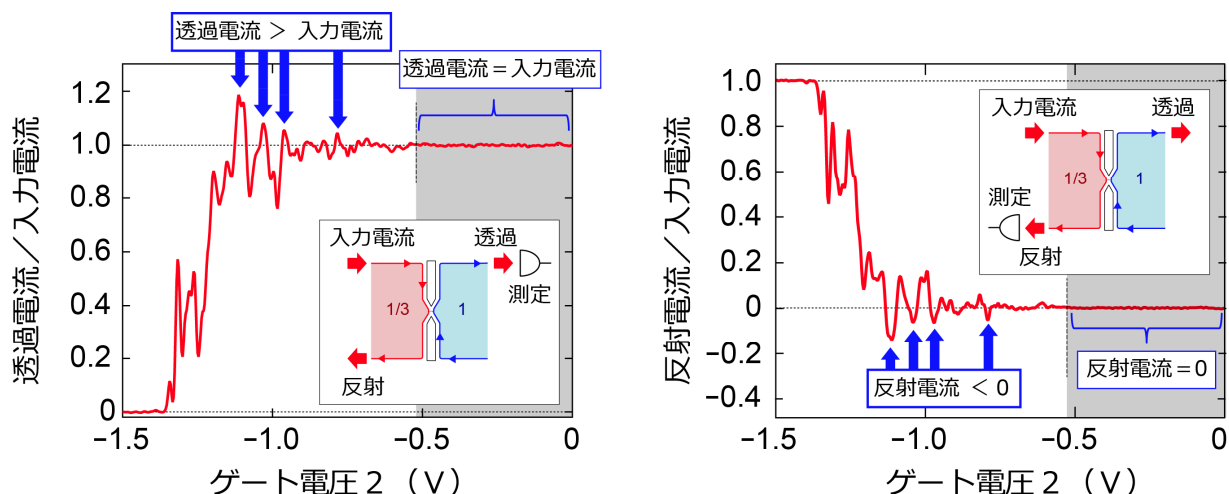 透過電流 > 入力電流
透過電流＝入力電流
透過電流／入力電流
1.2
1.0
0.8
0.6
0.4
0.2
0
入力電流
透過
測定
1/3
1
反射
−1.5
−1.0
−0.5
0
ゲート電圧２（V）
反射電流／入力電流
1.0
0.8
0.6
0.4
0.2
0
−0.2
−0.4
入力電流
透過
1/3
1
測定
反射
反射電流＝0
反射電流 < 0
−1.5
−1.0
−0.5
0
ゲート電圧２（V）